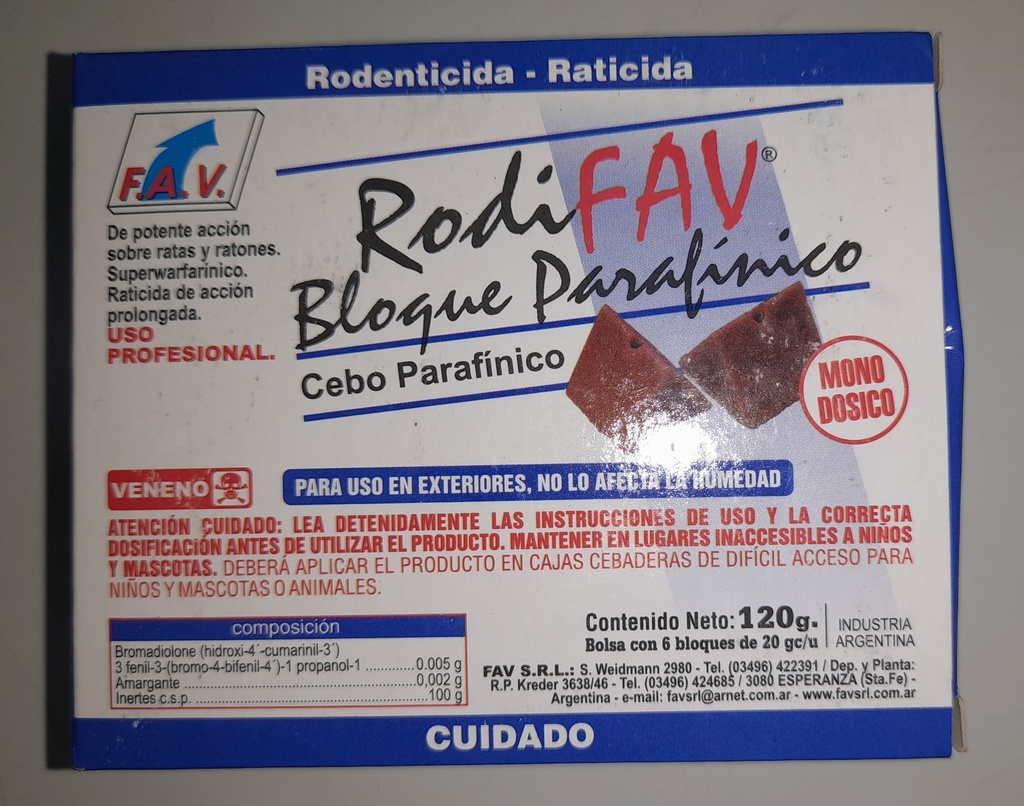 Rodenticida - Raticida
F.A.V.
De potente acción
sobre ratas y ratones.
Superwarfarínico.
Raticida de acción
prolongada.
USO
PROFESIONAL.
RodiFAV®
Bloque Parafínico
Cebo Parafínico
MONO
DOSICO
VENENO
PARA USO EN EXTERIORES, NO LO AFECTA LA HUMEDAD
ATENCIÓN CUIDADO: LEA DETENIDAMENTE LAS INSTRUCCIONES DE USO Y LA CORRECTA
DOSIFICACIÓN ANTES DE UTILIZAR EL PRODUCTO. MANTENER EN LUGARES INACCESIBLES A NIÑOS
Y MASCOTAS. DEBERÁ APLICAR EL PRODUCTO EN CAJAS CEBADERAS DE DIFÍCIL ACCESO PARA
NIÑOS Y MASCOTAS O ANIMALES.
composición
Bromadiolone (hidroxi-4´-cumarinil-3´)
3 fenil-3-(bromo-4-bifenil-4´)-1 propanol-1 ............0.005 g
Amargante ............0,002 g
Inertes c.s.p. ............100 g
Contenido Neto: 120g.
Bolsa con 6 bloques de 20 gc/u
INDUSTRIA
ARGENTINA
FAV S.R.L.: S. Weidmann 2980 - Tel. (03496) 422391 / Dep. y Planta:
R.P. Kreder 3638/46 - Tel. (03496) 424685 / 3080 ESPERANZA (Sta.Fe) -
Argentina - e-mail: favsrl@arnet.com.ar - www.favsrl.com.ar
CUIDADO